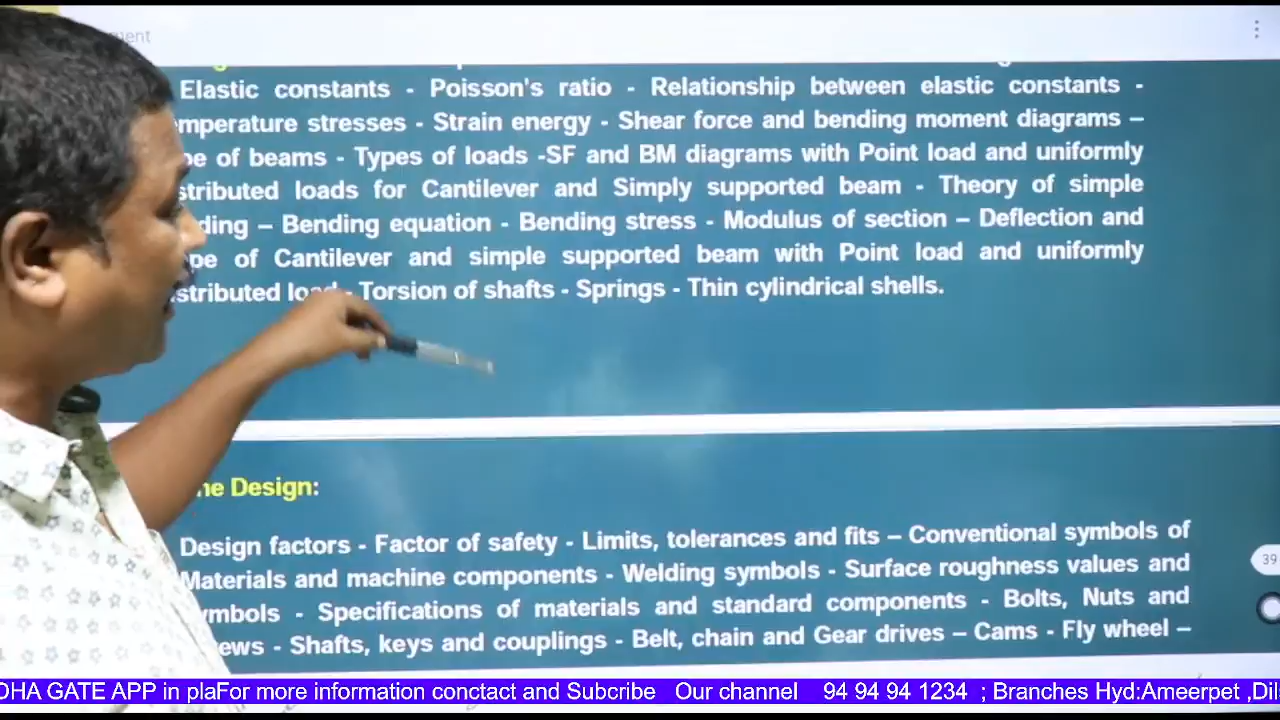 ment
Elastic constants - Poisson's ratio - Relationship between elastic constants -
mperature stresses - Strain energy - Shear force and bending moment diagrams –
pe of beams - Types of loads -SF and BM diagrams with Point load and uniformly
stributed loads for Cantilever and Simply supported beam - Theory of simple
ding – Bending equation - Bending stress - Modulus of section – Deflection and
pe of Cantilever and simple supported beam with Point load and uniformly
stributed load - Torsion of shafts - Springs - Thin cylindrical shells.
ne Design:
Design factors - Factor of safety - Limits, tolerances and fits – Conventional symbols of
Materials and machine components - Welding symbols - Surface roughness values and
ymbols - Specifications of materials and standard components - Bolts, Nuts and
ews - Shafts, keys and couplings - Belt, chain and Gear drives – Cams - Fly wheel –
39
OHA GATE APP in plaFor more information conctact and Subcribe Our channel 94 94 94 1234 ; Branches Hyd:Ameerpet ,Dil